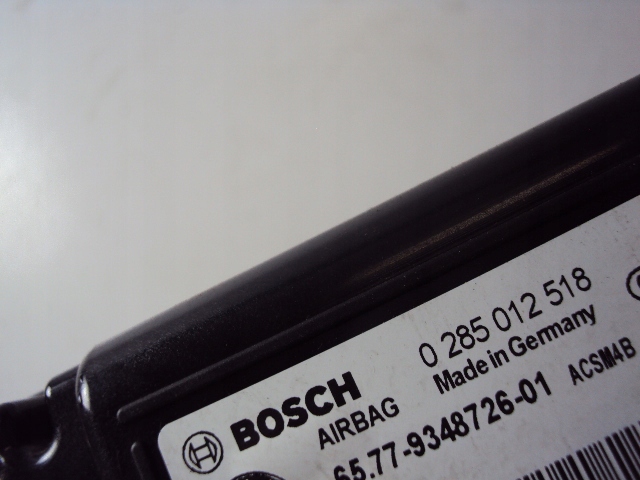 BOSCH 0 285 012 518
AIRBAG Made in Germany
65.77-9348726-01 ACSM4B